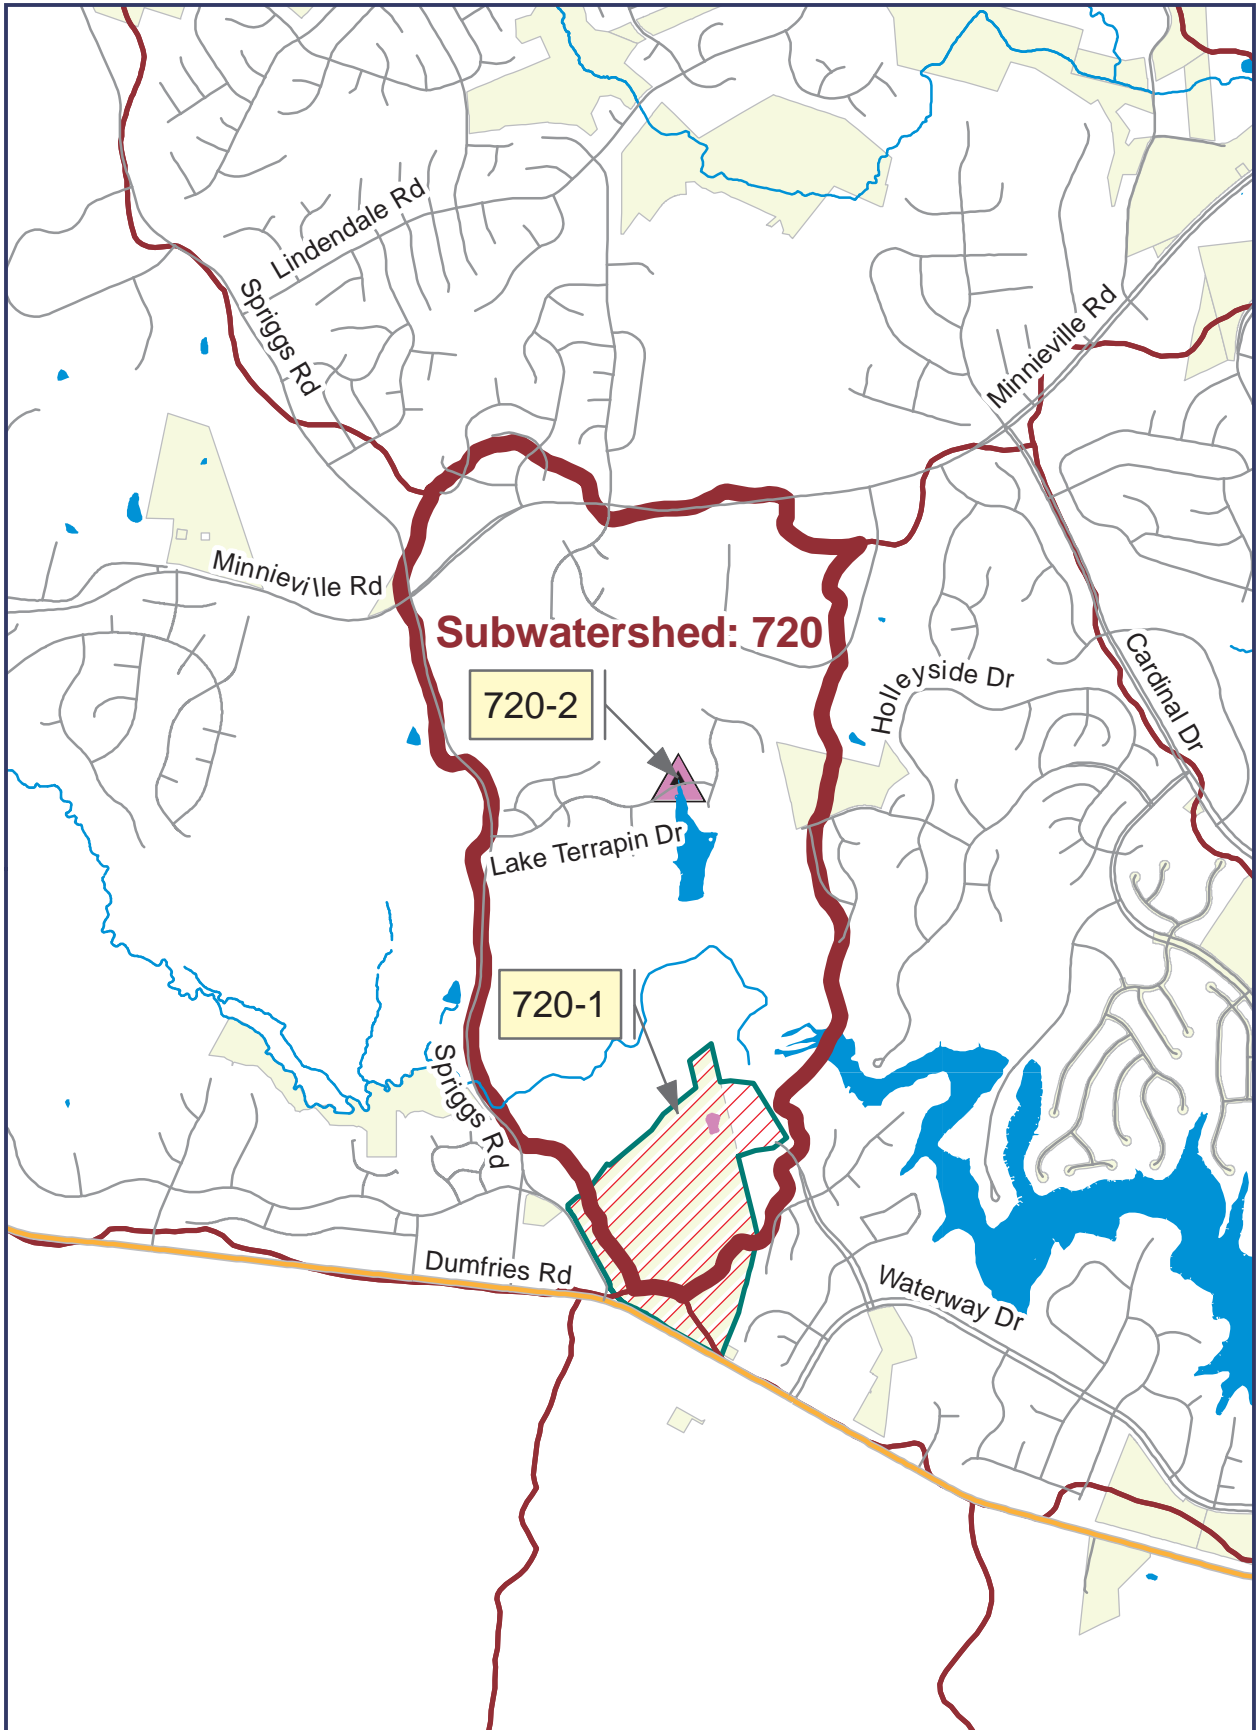 Lindendale Rd
Spriggs Rd
Minnieville Rd
Minnieville Rd
Subwatershed: 720
Cardinal Dr
Holleyside Dr
720-2
Lake Terrapin Dr
720-1
Spriggs Rd
Dumfries Rd
Waterway Dr